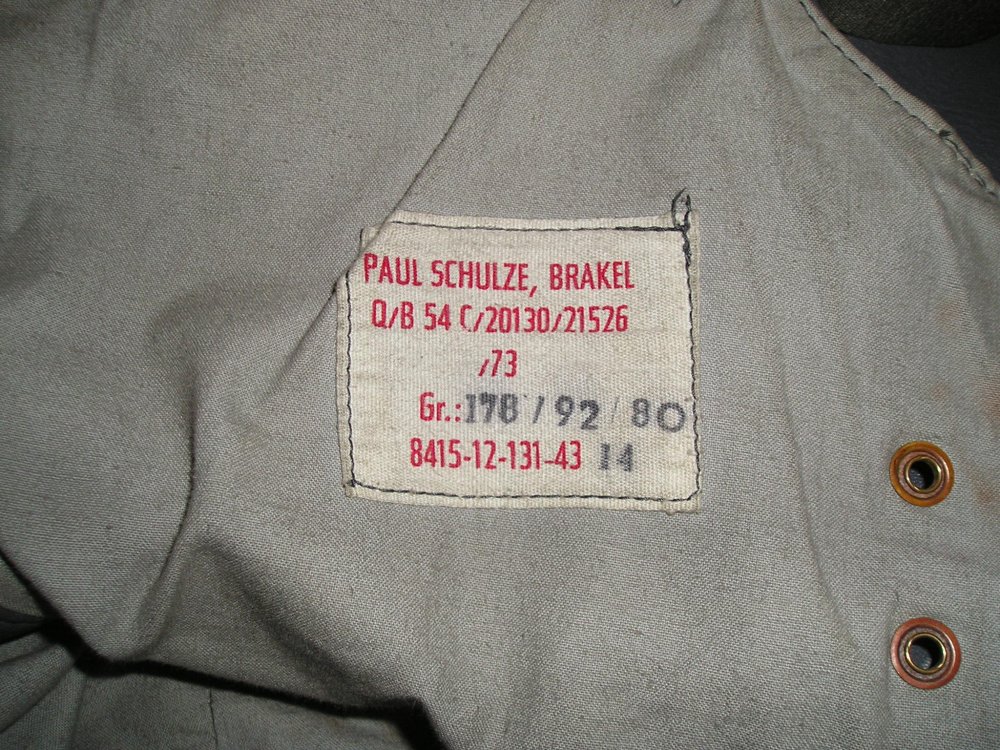 PAUL SCHULZE, BRAKEL
Q/B 54 C/20130/21526
/73
Gr.: 178 / 92 / 80
8415-12-131-43 14